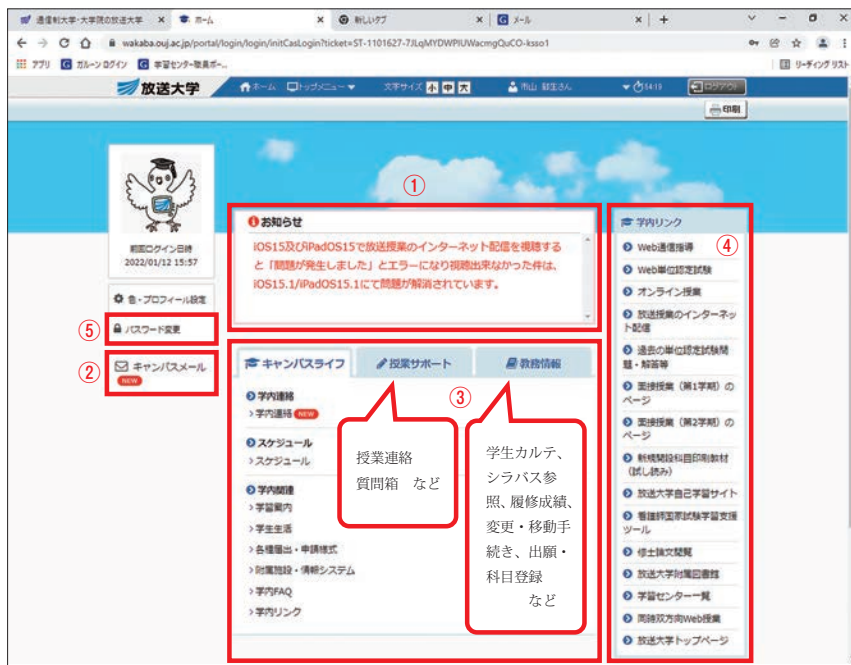 通信制大学・大学院の放送大学
ホーム
新しいタブ
メール
wakaba.ouj.ac.jp/portal/login/login/initCasLogin?ticket=ST-1101627-7JLqMYDWPIUWacmgQuCO-ksso1
アプリ
ガルーン ログイン
学習センター職員ポー...
リーディング リスト
放送大学
ホーム
トップメニュー▼
文字サイズ 小 中 大
ログアウト
印刷
前回ログイン日時
2022/01/12 15:57
色・プロフィール設定
⑤
パスワード変更
②
キャンパスメール
NEW
①
お知らせ
iOS15及びiPadOS15で放送授業のインターネット配信を視聴する
と「問題が発生しました」とエラーになり視聴出来なかった件は、
iOS15.1/iPadOS15.1にて問題が解消されています。
キャンパスライフ
授業サポート
教務情報
③
学内連絡
›学内連絡 NEW
スケジュール
›スケジュール
学内関連
›学習案内
›学生生活
›各種届出・申請様式
›附属施設・情報システム
›学内FAQ
›学内リンク
授業連絡
質問箱 など
学生カルテ、
シラバス参
照、履修成績、
変更・移動手
続き、出願・
科目登録
など
学内リンク
④
Web通信指導
Web単位認定試験
オンライン授業
放送授業のインターネッ
ト配信
過去の単位認定試験問
題・解答等
面接授業(第1学期)の
ページ
面接授業(第2学期)の
ページ
新規開設科目印刷教材
(試し読み)
放送大学自己学習サイト
看護師国家試験学習支援
ツール
修士論文閲覧
放送大学附属図書館
学習センター一覧
同時双方向Web授業
放送大学トップページ